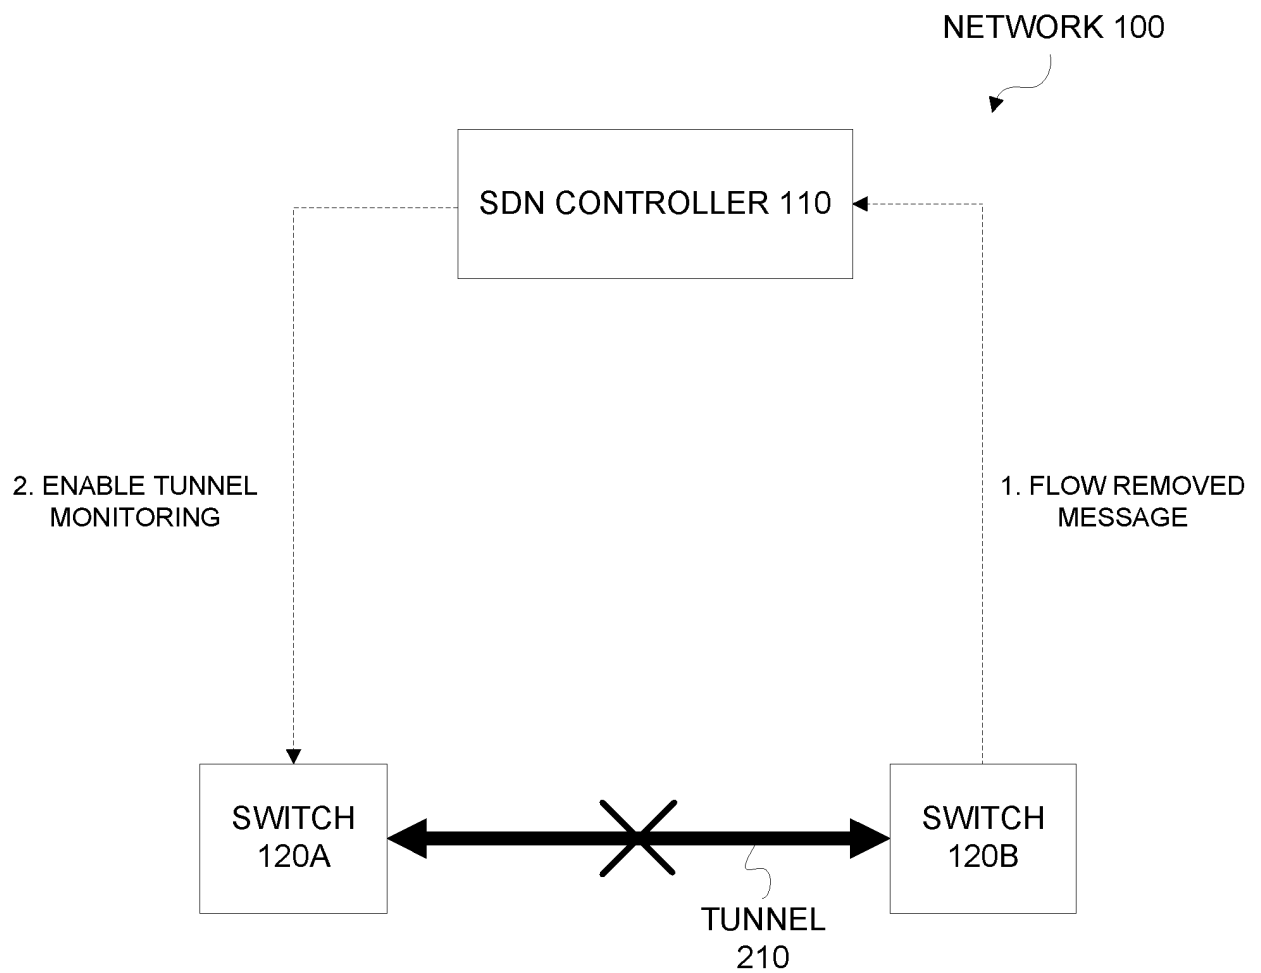 NETWORK 100
SDN CONTROLLER 110
2. ENABLE TUNNEL
MONITORING
1. FLOW REMOVED
MESSAGE
SWITCH
120A
SWITCH
120B
TUNNEL
210